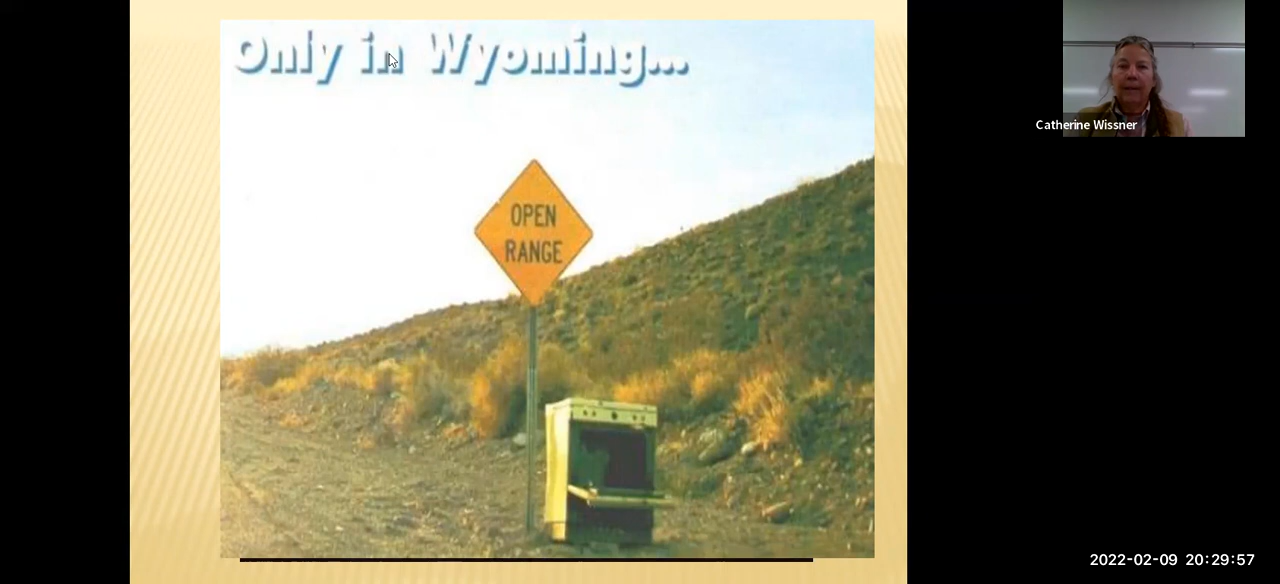 Only in Wyoming...
OPEN
RANGE
Catherine Wissner
2022-02-09 20:29:57